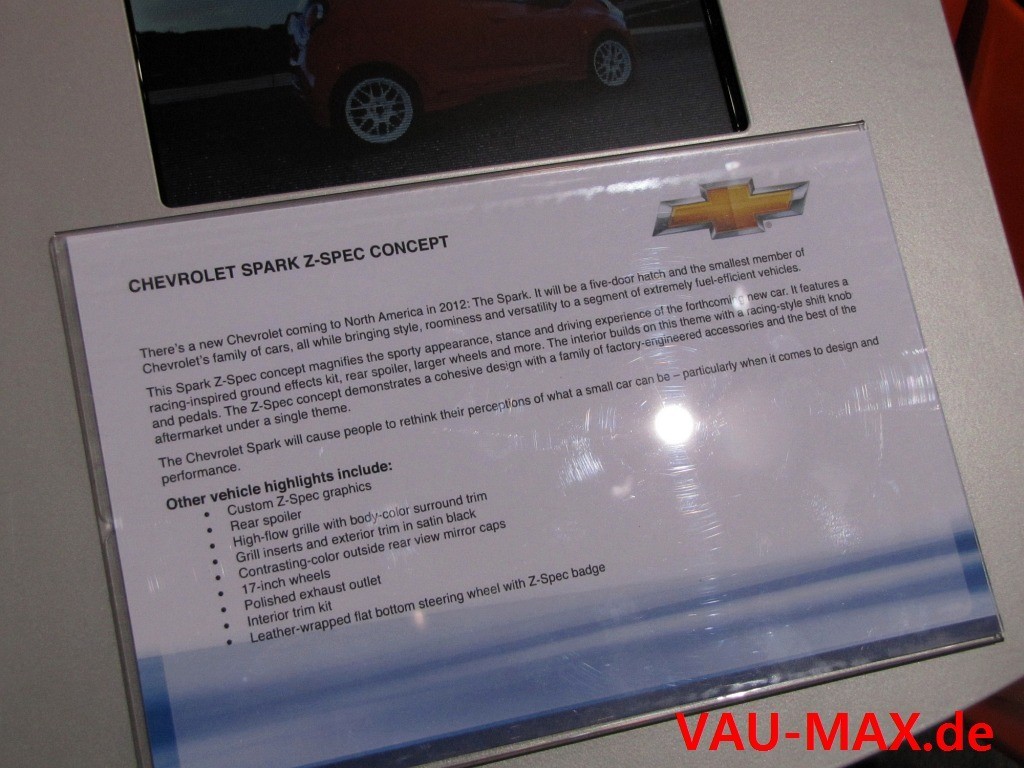 CHEVROLET SPARK Z-SPEC CONCEPT
There's a new Chevrolet coming to North America in 2012: The Spark. It will be a five-door hatch and the smallest member of
Chevrolet's family of cars, all while bringing style, roominess and versatility to a segment of extremely fuel-efficient vehicles.
This Spark Z-Spec concept magnifies the sporty appearance, stance and driving experience of the forthcoming new car. It features a
racing-inspired ground effects kit, rear spoiler, larger wheels and more. The interior builds on this theme with a racing-style shift knob
and pedals. The Z-Spec concept demonstrates a cohesive design with a family of factory-engineered accessories and the best of the
aftermarket under a single theme.
The Chevrolet Spark will cause people to rethink their perceptions of what a small car can be – particularly when it comes to design and
performance.
Other vehicle highlights include:
• Custom Z-Spec graphics
• Rear spoiler
• High-flow grille with body-color surround trim
• Grill inserts and exterior trim in satin black
• Contrasting-color outside rear view mirror caps
• 17-inch wheels
• Polished exhaust outlet
• Interior trim kit
• Leather-wrapped flat bottom steering wheel with Z-Spec badge
VAU-MAX.de